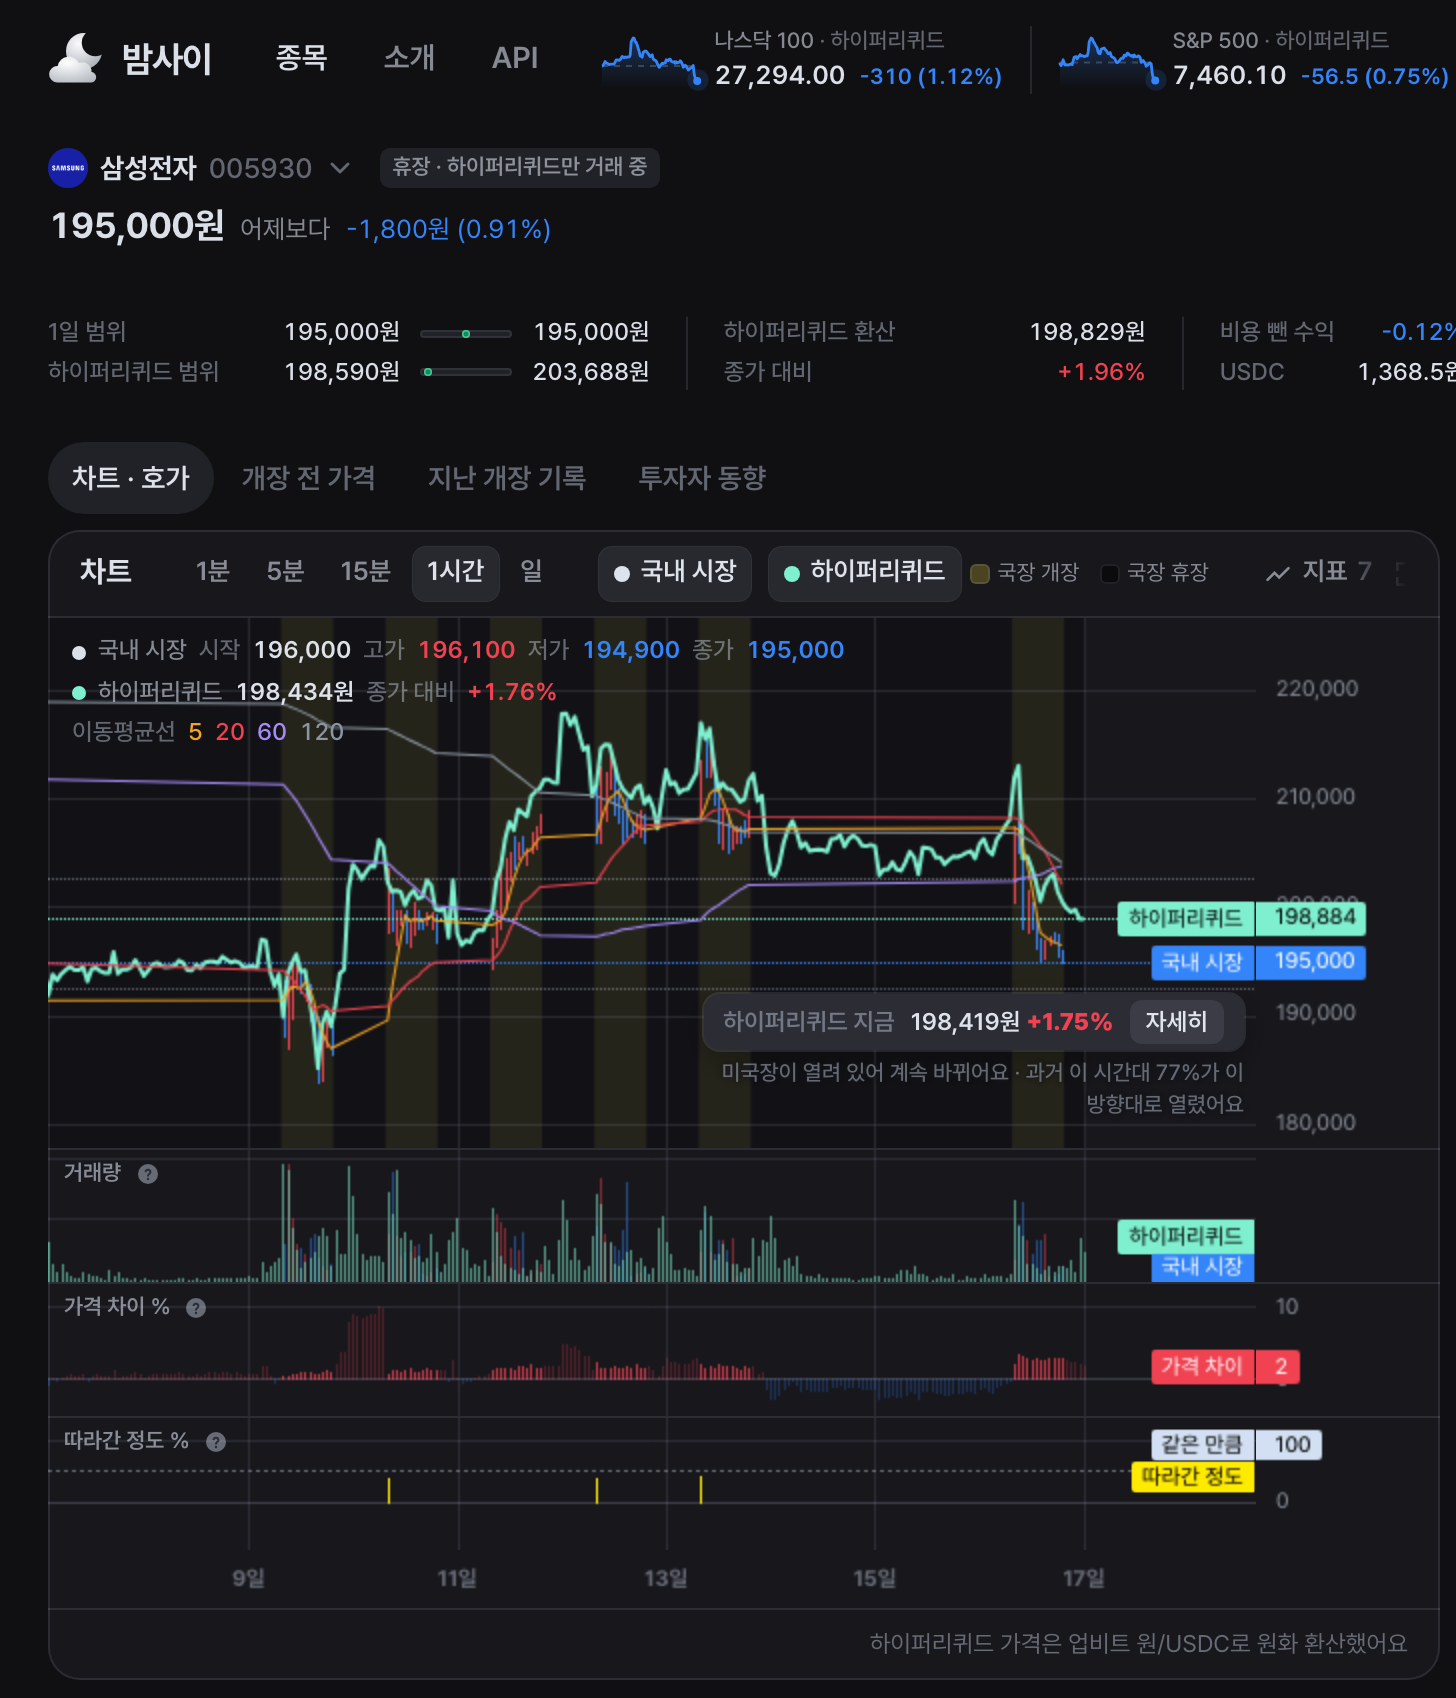 밤사이 종목 소개 API
나스닥 100 · 하이퍼리퀴드
27,294.00 -310 (1.12%)
S&P 500 · 하이퍼리퀴드
7,460.10 -56.5 (0.75%)
SAMSUNG 삼성전자 005930 휴장 · 하이퍼리퀴드만 거래 중
195,000원 어제보다 -1,800원 (0.91%)
1일 범위 195,000원 195,000원
하이퍼리퀴드 범위 198,590원 203,688원
하이퍼리퀴드 환산 198,829원
종가 대비 +1.96%
비용 뺀 수익 -0.12%
USDC 1,368.5원
차트 · 호가 개장 전 가격 지난 개장 기록 투자자 동향
차트 1분 5분 15분 1시간 일 국내 시장 하이퍼리퀴드 국장 개장 국장 휴장 지표 7
국내 시장 시작 196,000 고가 196,100 저가 194,900 종가 195,000
하이퍼리퀴드 198,434원 종가 대비 +1.76%
이동평균선 5 20 60 120
220,000
210,000
하이퍼리퀴드 198,884
국내 시장 195,000
190,000
180,000
하이퍼리퀴드 지금 198,419원 +1.75% 자세히
미국장이 열려 있어 계속 바뀌어요 · 과거 이 시간대 77%가 이
방향대로 열렸어요
거래량 ?
하이퍼리퀴드
국내 시장
가격 차이 % ?
10
가격 차이 2
따라간 정도 % ?
같은 만큼 100
따라간 정도
0
9일 11일 13일 15일 17일
하이퍼리퀴드 가격은 업비트 원/USDC로 원화 환산했어요